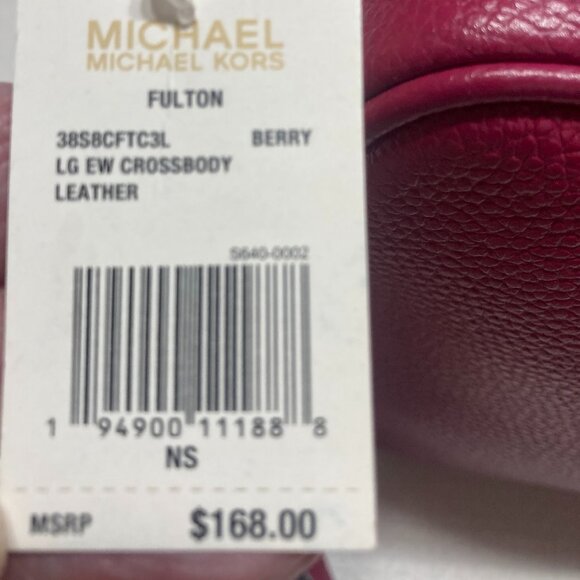 MICHAEL
MICHAEL KORS
FULTON
38S8CFTC3L BERRY
LG EW CROSSBODY
LEATHER
S640-0002
1 94900 11188 8
NS
MSRP $168.00